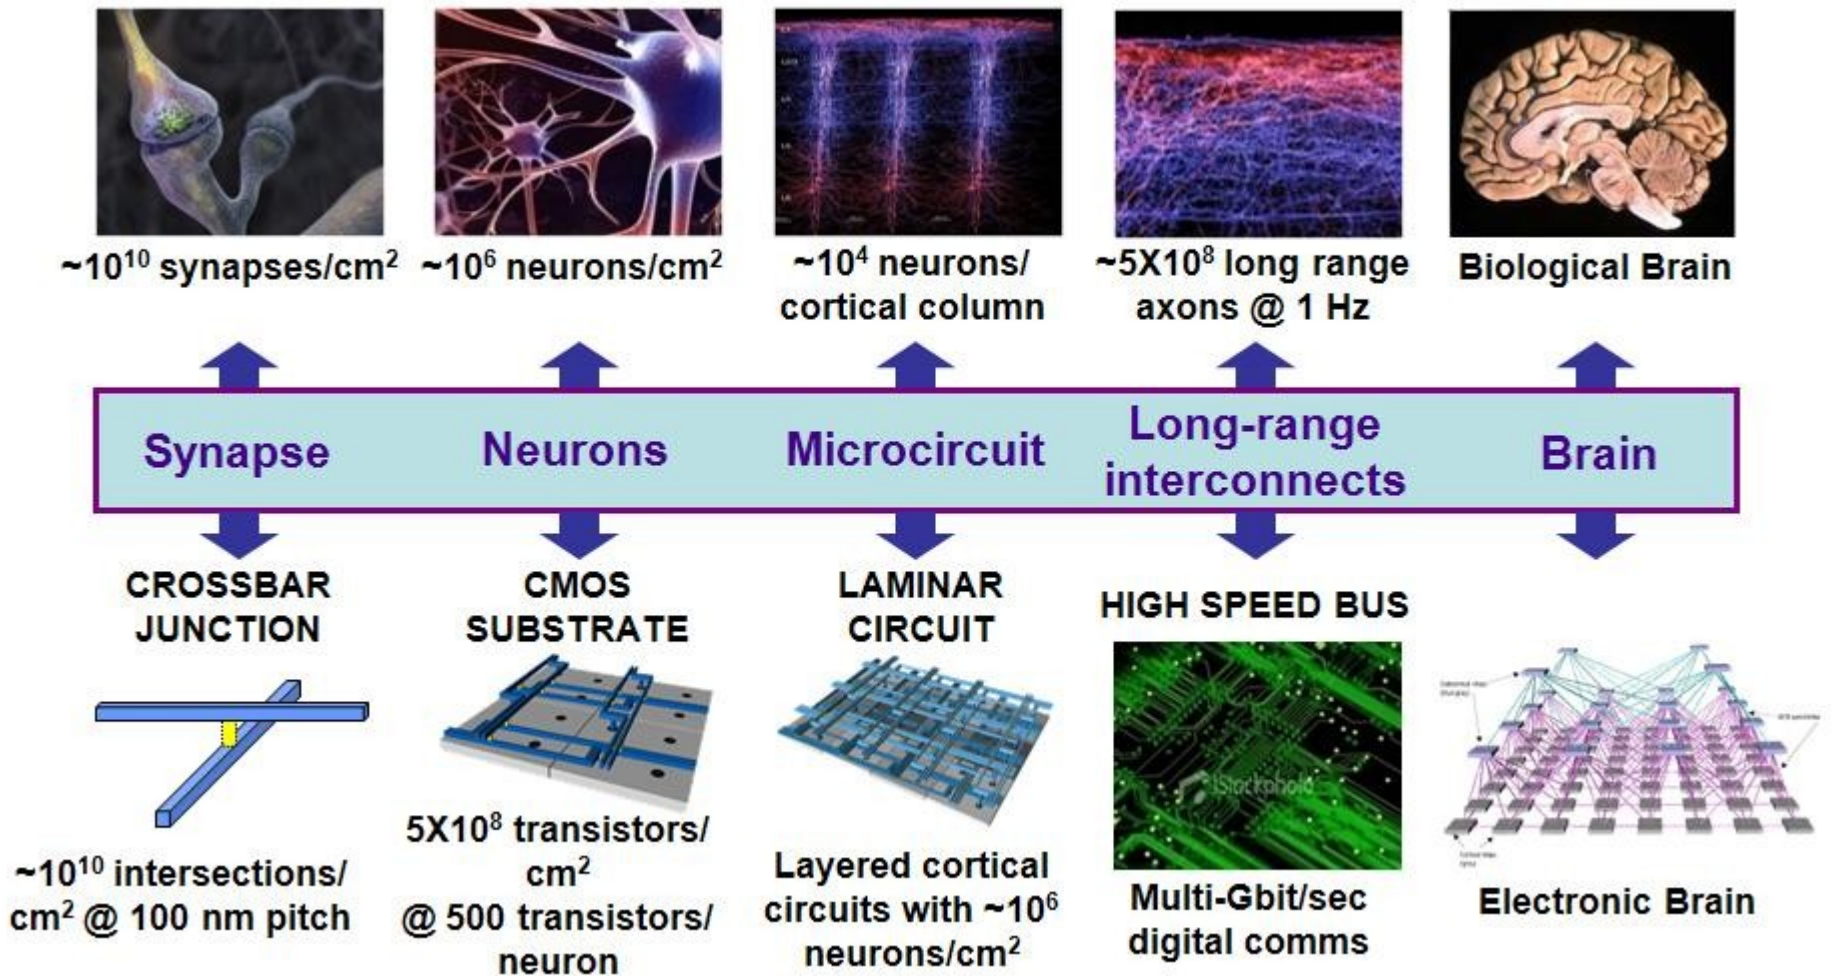 ~10¹⁰ synapses/cm²
~10⁶ neurons/cm²
~10⁴ neurons/
cortical column
~5X10⁸ long range
axons @ 1 Hz
Biological Brain
Synapse
Neurons
Microcircuit
Long-range
interconnects
Brain
CROSSBAR
JUNCTION
~10¹⁰ intersections/
cm² @ 100 nm pitch
CMOS
SUBSTRATE
5X10⁸ transistors/
cm²
@ 500 transistors/
neuron
LAMINAR
CIRCUIT
Layered cortical
circuits with ~10⁶
neurons/cm²
HIGH SPEED BUS
iStockphoto
Multi-Gbit/sec
digital comms
Electronic Brain